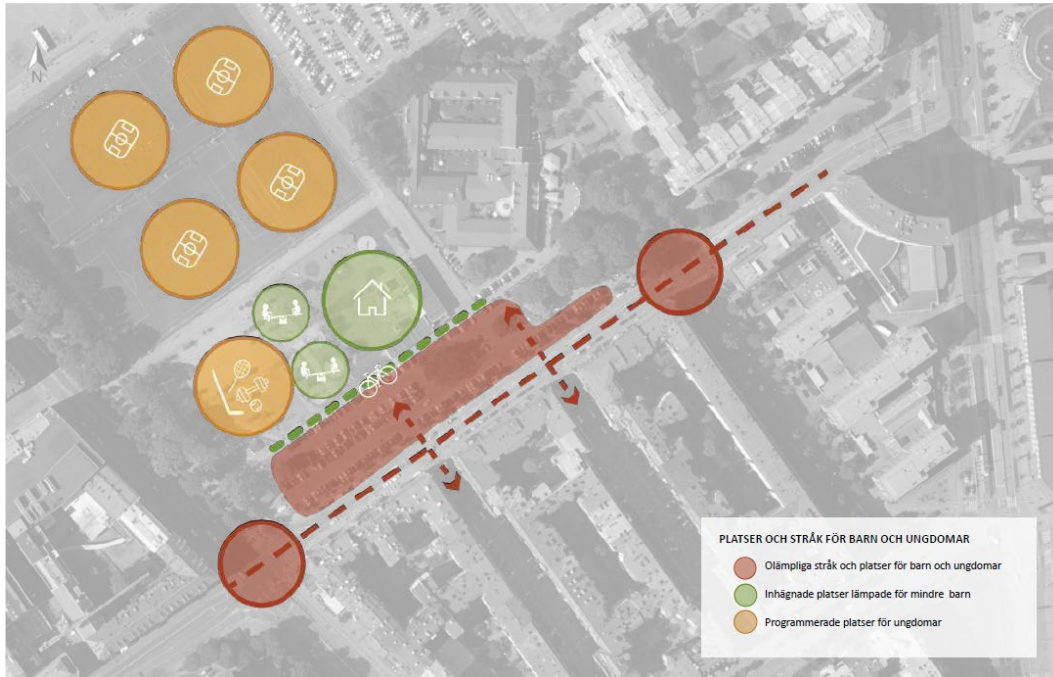 N
PLATSER OCH STRÅK FÖR BARN OCH UNGDOMAR
Olämpliga stråk och platser för barn och ungdomar
Inhägnade platser lämpade för mindre barn
Programmerade platser för ungdomar